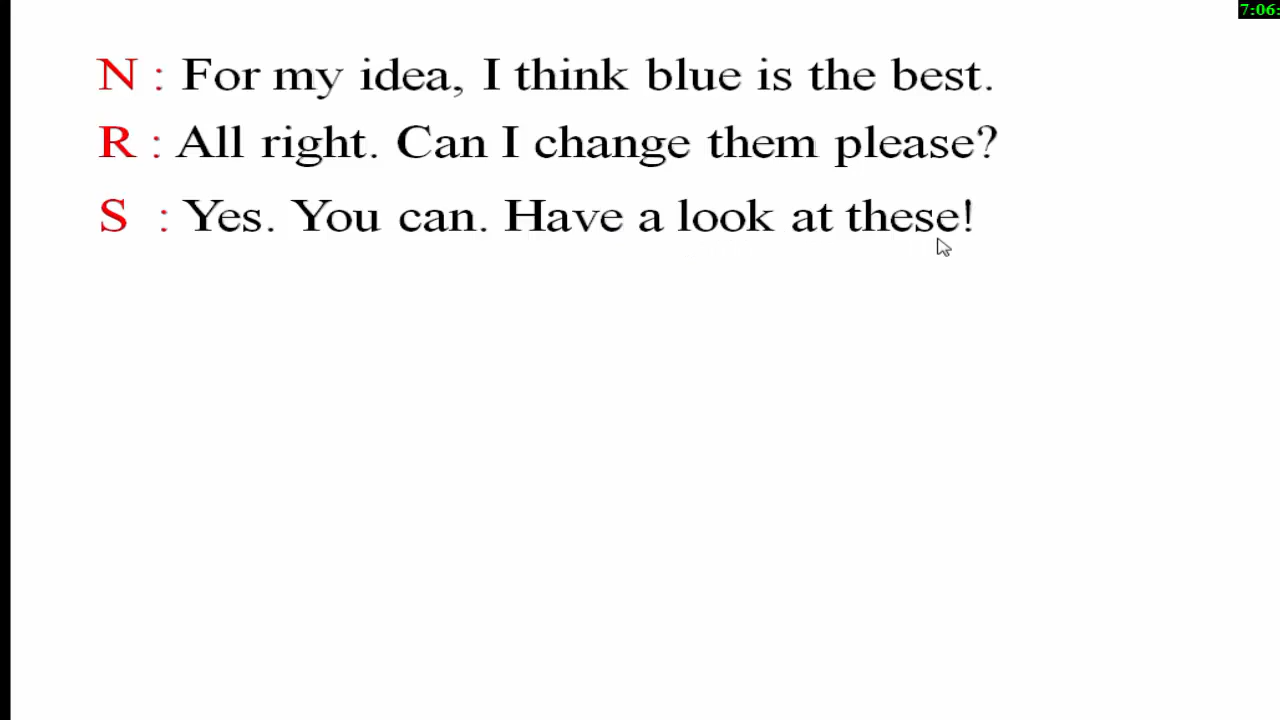 7:06:
N : For my idea, I think blue is the best.
R : All right. Can I change them please?
S : Yes. You can. Have a look at these!